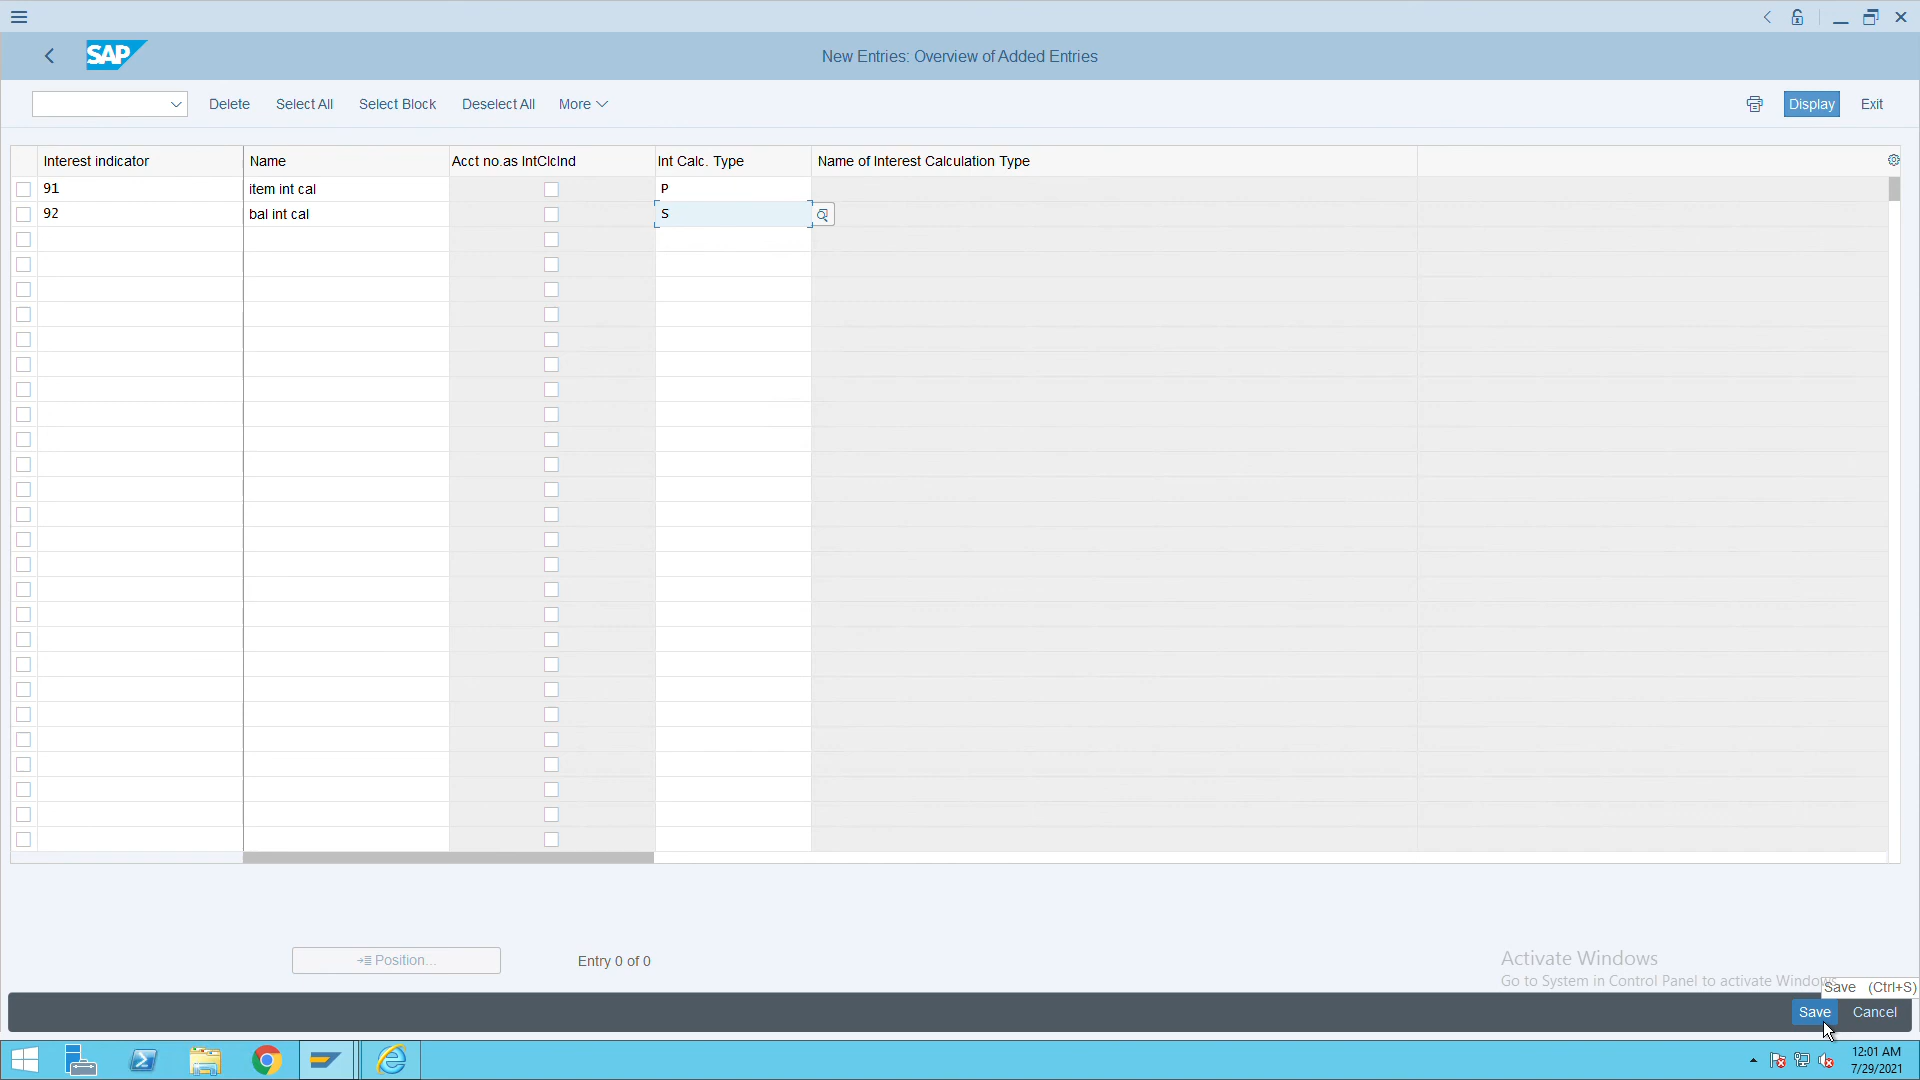 SAP
New Entries: Overview of Added Entries
Delete Select All Select Block Deselect All More Display Exit
Interest indicator Name Acct no.as IntClcInd Int Calc. Type Name of Interest Calculation Type
91 item int cal P
92 bal int cal S
Position... Entry 0 of 0
Activate Windows
Go to System in Control Panel to activate Windows
Save (Ctrl+S)
Save Cancel
12:01 AM
7/29/2021